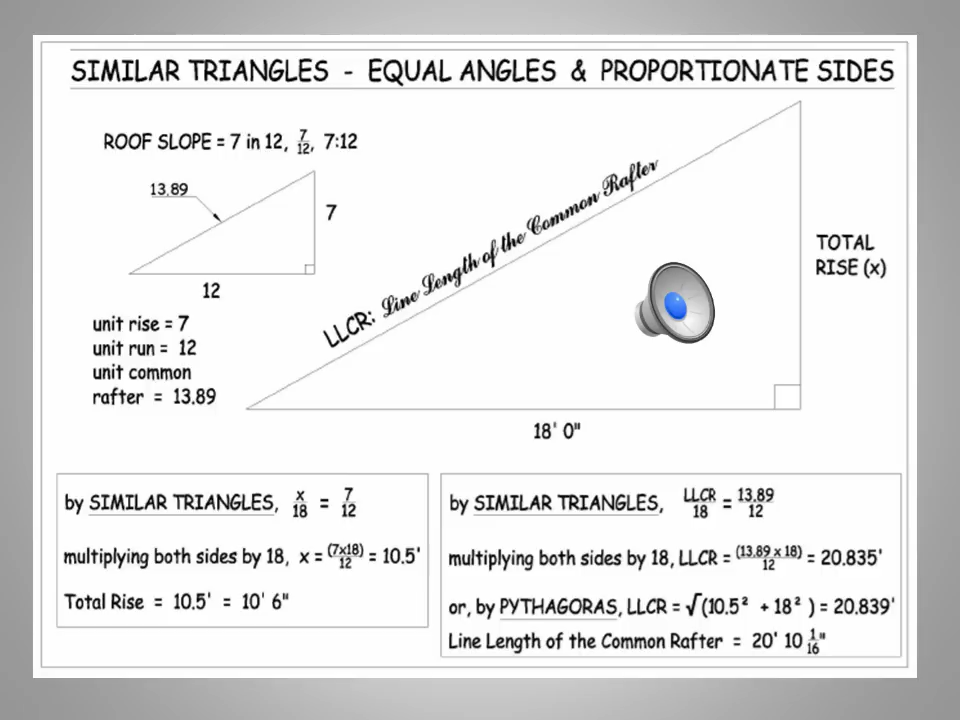 SIMILAR TRIANGLES - EQUAL ANGLES & PROPORTIONATE SIDES
ROOF SLOPE = 7 in 12, 7/12, 7:12
13.89
7
12
unit rise = 7
unit run = 12
unit common
rafter = 13.89
LLCR: Line Length of the Common Rafter
TOTAL
RISE (x)
18' 0"
by SIMILAR TRIANGLES, x/18 = 7/12
multiplying both sides by 18, x = (7x18)/12 = 10.5'
Total Rise = 10.5' = 10' 6"
by SIMILAR TRIANGLES, LLCR/18 = 13.89/12
multiplying both sides by 18, LLCR = (13.89 x 18)/12 = 20.835'
or, by PYTHAGORAS, LLCR = √(10.5² + 18² ) = 20.839'
Line Length of the Common Rafter = 20' 10 1/16"